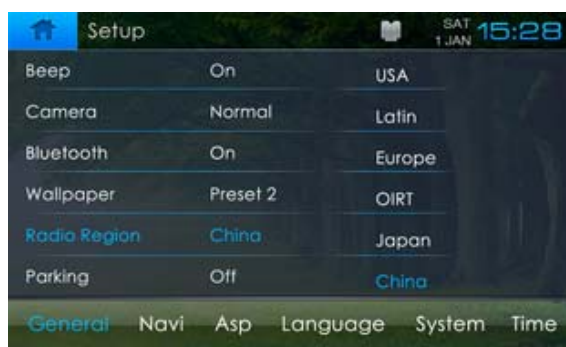 Setup
SAT
1 JAN
15:28
Beep On USA
Camera Normal Latin
Bluetooth On Europe
Wallpaper Preset 2 OIRT
Radio Region China Japan
Parking Off China
General Navi Asp Language System Time